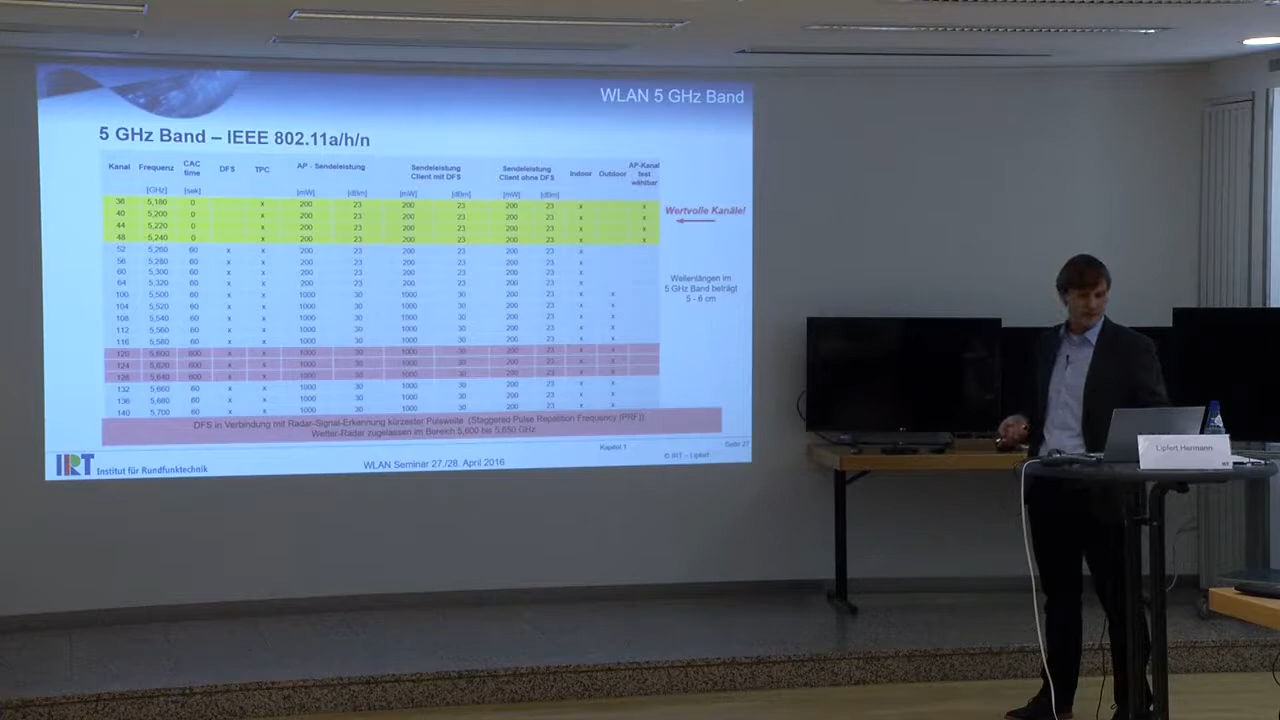 WLAN 5 GHz Band
5 GHz Band – IEEE 802.11a/h/n
Kanal Frequenz CAC time DFS TPC AP - Sendeleistung Sendeleistung Client mit DFS Sendeleistung Client ohne DFS Indoor Outdoor AP-Kanal fest wählbar
[GHz] [sek] [mW] [dBm] [mW] [dBm] [mW] [dBm]
36 5,180 0 x 200 23 200 23 200 23 x x
40 5,200 0 x 200 23 200 23 200 23 x x
44 5,220 0 x 200 23 200 23 200 23 x x
48 5,240 0 x 200 23 200 23 200 23 x x
52 5,260 60 x x 200 23 200 23 200 23 x
56 5,280 60 x x 200 23 200 23 200 23 x
60 5,300 60 x x 200 23 200 23 200 23 x
64 5,320 60 x x 200 23 200 23 200 23 x
100 5,500 60 x x 1000 30 1000 30 200 23 x x
104 5,520 60 x x 1000 30 1000 30 200 23 x x
108 5,540 60 x x 1000 30 1000 30 200 23 x x
112 5,560 60 x x 1000 30 1000 30 200 23 x x
116 5,580 60 x x 1000 30 1000 30 200 23 x x
120 5,600 600 x x 1000 30 1000 30 200 23 x x
124 5,620 600 x x 1000 30 1000 30 200 23 x x
128 5,640 600 x x 1000 30 1000 30 200 23 x x
132 5,660 60 x x 1000 30 1000 30 200 23 x x
136 5,680 60 x x 1000 30 1000 30 200 23 x x
140 5,700 60 x x 1000 30 1000 30 200 23 x x
Wertvolle Kanäle!
Wellenlängen im
5 GHz Band beträgt
5 - 6 cm
DFS in Verbindung mit Radar-Signal-Erkennung kürzester Pulsweite (Staggered Pulse Repetition Frequency (PRF))
Wetter-Radar zugelassen im Bereich 5,600 bis 5,650 GHz
Kapitel 1
Seite 27
IRT Institut für Rundfunktechnik
WLAN Seminar 27./28. April 2016
© IRT – Lipfert
Lipfert Hermann
IRT